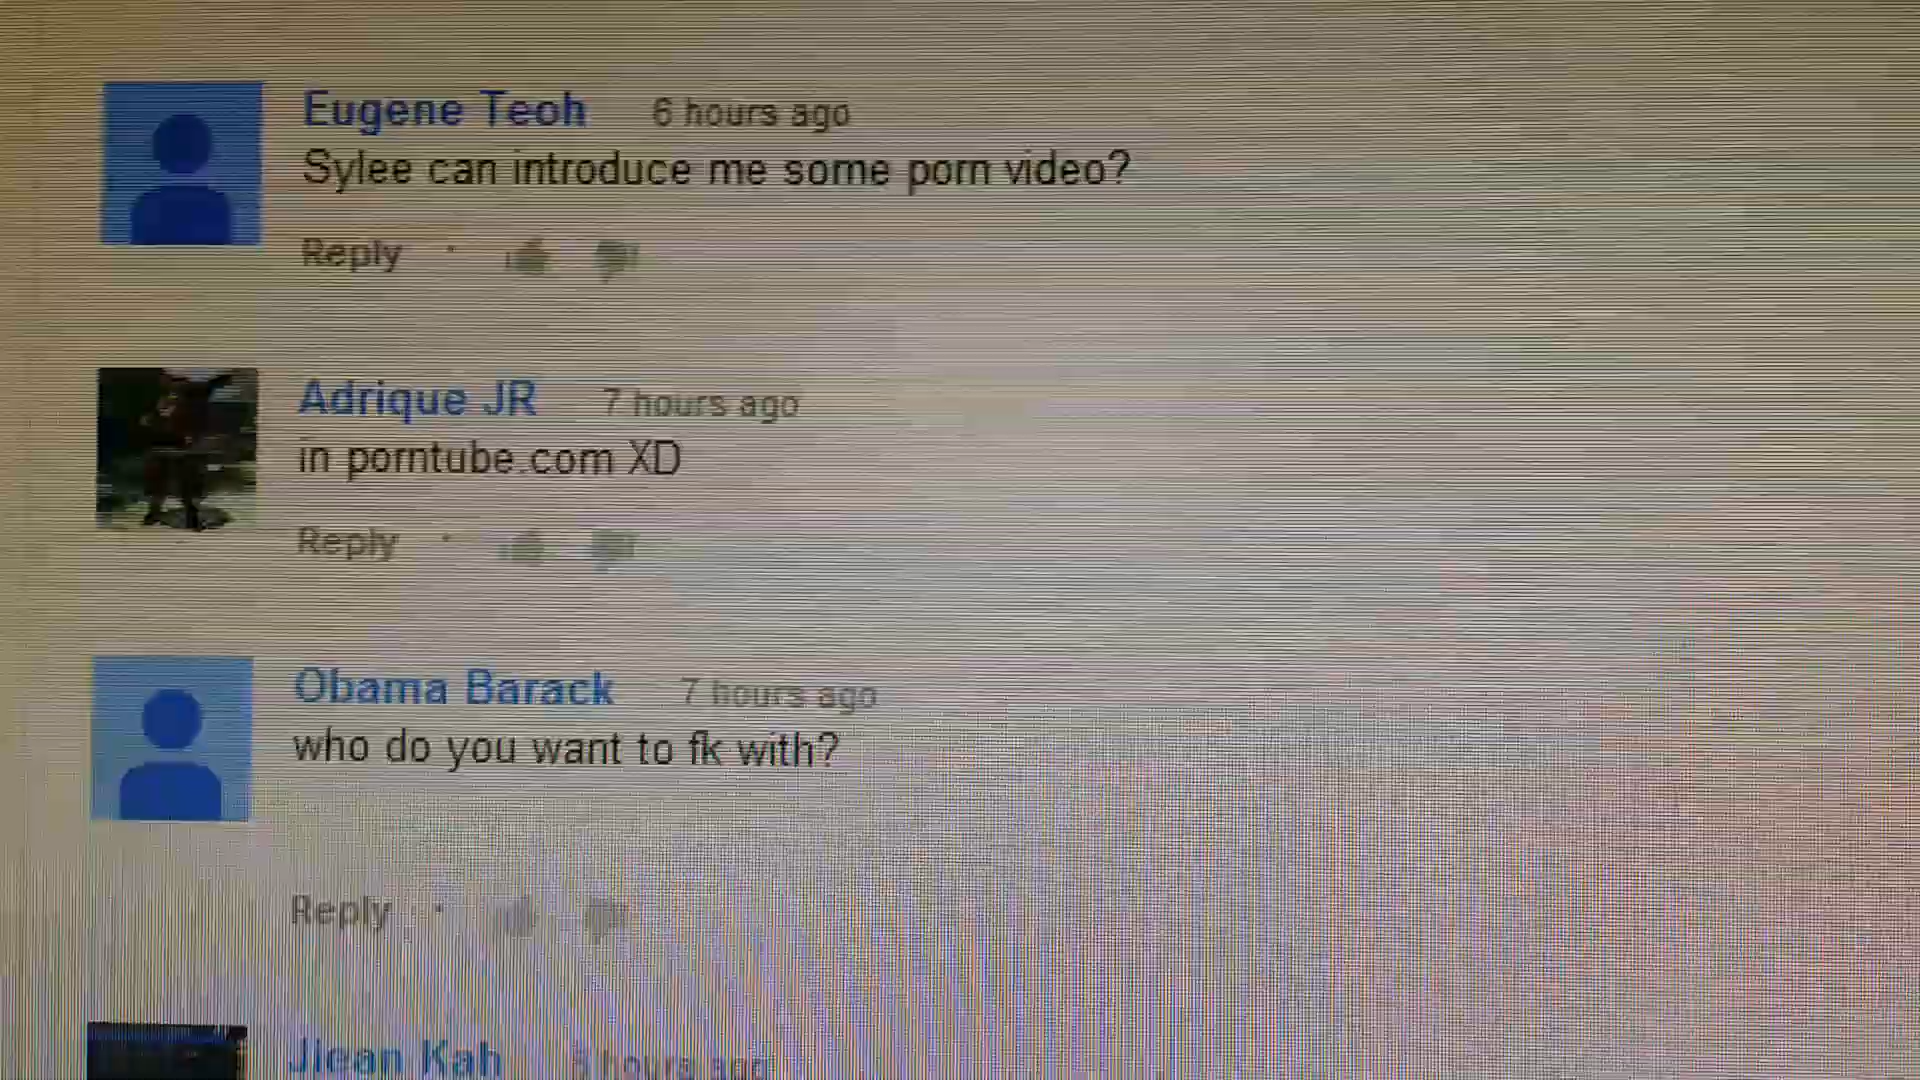 Eugene Teoh 6 hours ago
Sylee can introduce me some porn video?
Reply
Adrique JR 7 hours ago
in porntube.com XD
Reply
Obama Barack 7 hours ago
who do you want to fk with?
Reply
Jiean Kah hours ago